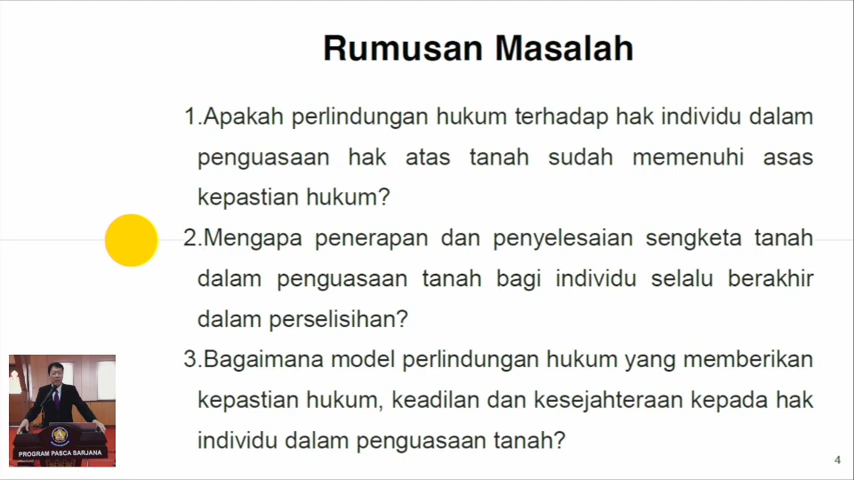 Rumusan Masalah
1.Apakah perlindungan hukum terhadap hak individu dalam
penguasaan hak atas tanah sudah memenuhi asas
kepastian hukum?
2.Mengapa penerapan dan penyelesaian sengketa tanah
dalam penguasaan tanah bagi individu selalu berakhir
dalam perselisihan?
3.Bagaimana model perlindungan hukum yang memberikan
kepastian hukum, keadilan dan kesejahteraan kepada hak
individu dalam penguasaan tanah?
PROGRAM PASCA SARJANA
4